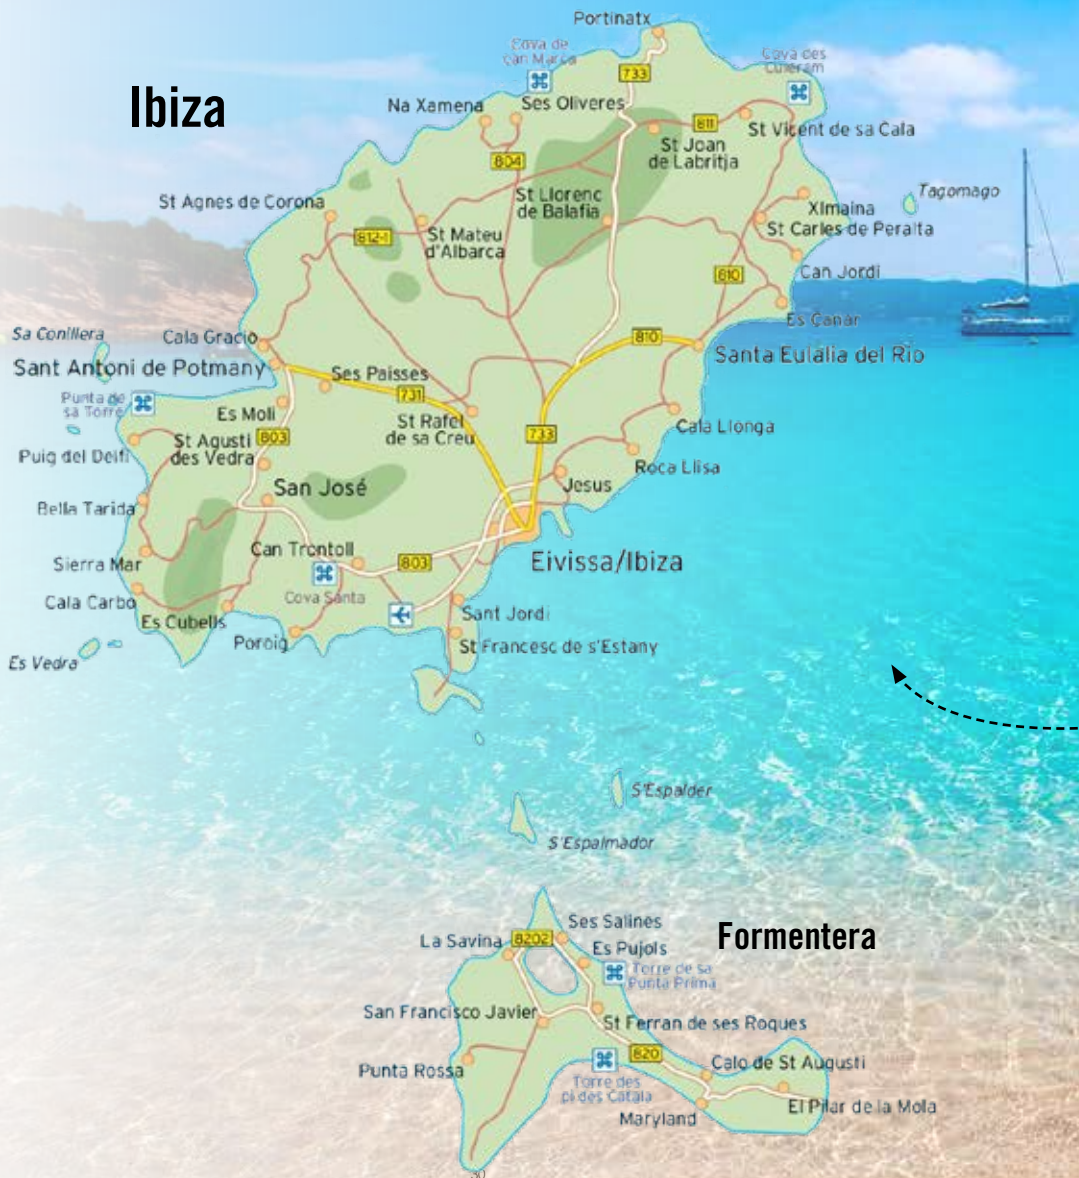 Portinatx
Cova de
can Marca
Cova des
Cuieram
733
Ibiza
Na Xamena
Ses Oliveres
811
St Vicent de sa Cala
St Joan
de Labritja
804
St Agnes de Corona
St Llorenc
de Balafia
Tagomago
XImaina
St Carles de Peralta
812-1
St Mateu
d'Albarca
810
Can Jordi
Es Canar
Sa Conillera
Cala Gracio
810
Santa Eulália del Rio
Sant Antoni de Potmany
Ses Paisses
731
Punta de
sa Torre
Es Moli
St Rafel
de sa Creu
733
Cala Llonga
St Agusti
des Vedra
803
Puig del Delfi
Roca Llisa
San José
Jesus
Bella Tarida
Can Trontoll
803
Eivissa/Ibiza
Sierra Mar
Cova Santa
Cala Carbo
Es Cubells
Sant Jordi
Poroig
St Francesc de s'Estany
Es Vedra
S'Espalder
S'Espalmador
Ses Salines
La Savina
8202
Es Pujols
Formentera
Torre de sa
Punta Prima
San Francisco Javier
St Ferran de ses Roques
820
Punta Rossa
Calo de St Augusti
Torre des
pi des Catala
El Pilar de la Mola
Maryland
30